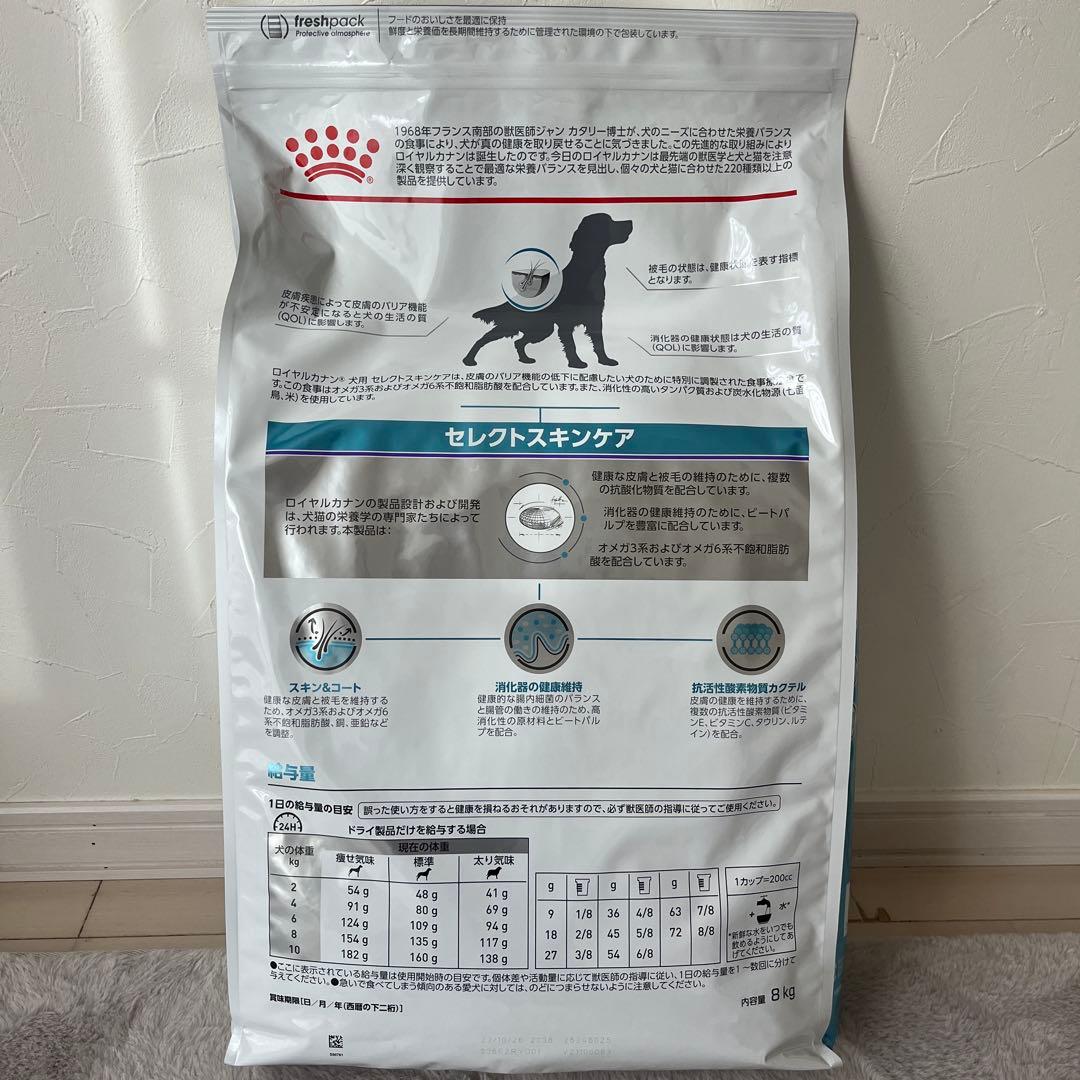 freshpack
Protective atmosphere
フードのおいしさを最適に保持
鮮度と栄養価を長期間維持するために管理された環境の下で包装しています。
1968年フランス南部の獣医師ジャン カタリー博士が、犬のニーズに合わせた栄養バランス
の食事により、犬が真の健康を取り戻せることに気づきました。この先進的な取り組みにより
ロイヤルカナンは誕生したのです。今日のロイヤルカナンは最先端の獣医学と犬と猫を注意
深く観察することで最適な栄養バランスを見出し、個々の犬と猫に合わせた220種類以上の
製品を提供しています。
被毛の状態は、健康状態を表す指標
となります。
皮膚疾患によって皮膚のバリア機能
が不安定になると犬の生活の質
(QOL)に影響します。
消化器の健康状態は犬の生活の質
(QOL)に影響します。
ロイヤルカナン® 犬用 セレクトスキンケアは、皮膚のバリア機能の低下に配慮したい犬のために特別に調製された食事療法食で
す。この食事はオメガ3系およびオメガ6系不飽和脂肪酸を配合しています。また、消化性の高いタンパク質および炭水化物源(七面
鳥、米)を使用しています。
セレクトスキンケア
ロイヤルカナンの製品設計および開発
は、犬猫の栄養学の専門家たちによって
行われます。本製品は:
健康な皮膚と被毛の維持のために、複数
の抗酸化物質を配合しています。
消化器の健康維持のために、ビートパ
ルプを豊富に配合しています。
オメガ3系およびオメガ6系不飽和脂肪
酸を配合しています。
スキン&コート
健康な皮膚と被毛を維持する
ため、オメガ3系およびオメガ6
系不飽和脂肪酸、銅、亜鉛など
を調整。
消化器の健康維持
健康的な腸内細菌のバランス
と腸管の働きの維持のため、高
消化性の原材料とビートパル
プを配合。
抗活性酸素物質カクテル
皮膚の健康を維持するために、
複数の抗活性酸素物質(ビタミ
ンE、ビタミンC、タウリン、ルテ
イン)を配合。
給与量
1日の給与量の目安 誤った使い方をすると健康を損ねるおそれがありますので、必ず獣医師の指導に従ってご使用ください。
24H ドライ製品だけを給与する場合
犬の体重 kg 現在の体重
痩せ気味 標準 太り気味
2 54 g 48 g 41 g
4 91 g 80 g 69 g
6 124 g 109 g 94 g
8 154 g 135 g 117 g
10 182 g 160 g 138 g
g g g
9 1/8 36 4/8 63 7/8
18 2/8 45 5/8 72 8/8
27 3/8 54 6/8
1カップ=200cc
+ 水*
*新鮮な水をいつでも
飲めるようにしてあ
げてください。
●ここに表示されている給与量は使用開始時の目安です。個体差や活動量に応じて獣医師の指導に従い、1日の給与量を1～数回に分けて
与えてください。●急いで食べてしまう傾向のある愛犬に対しては、のどにつまらせないように注意してください。
賞味期限[日/月/年(西暦の下二桁)]
内容量 8 kg